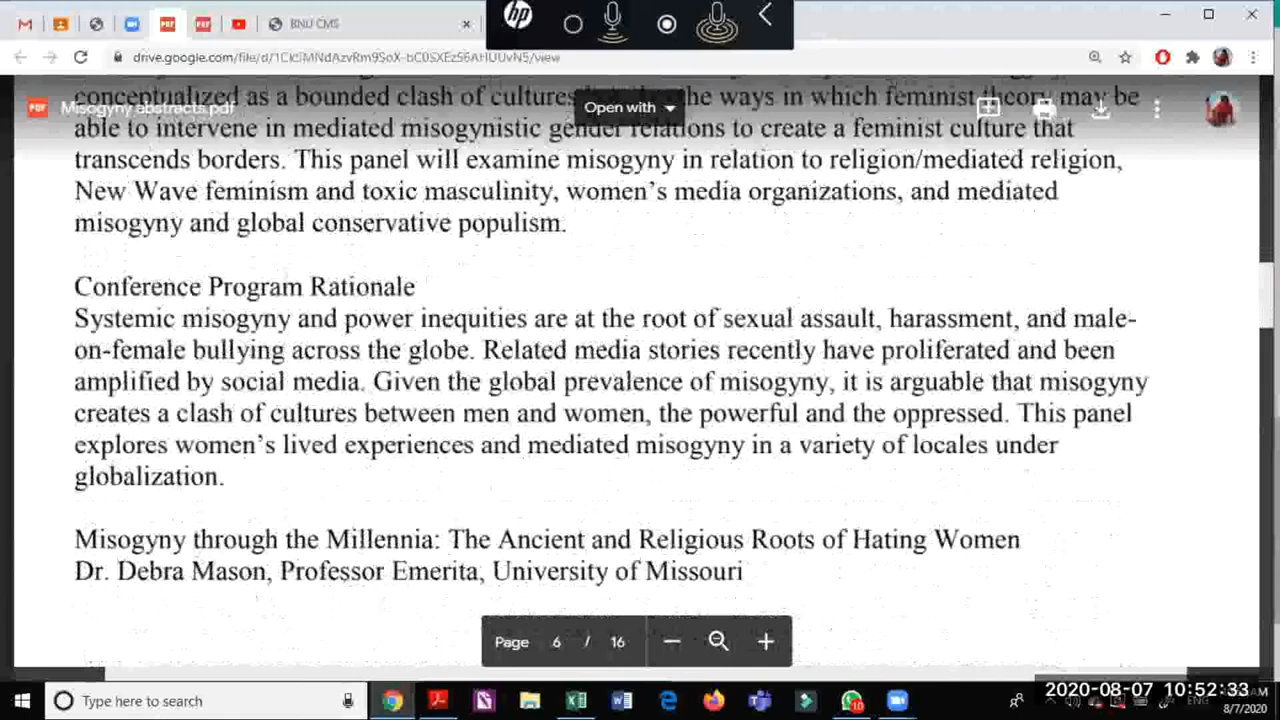 BNU CMS
hp
drive.google.com/file/d/
/view
Misogyny abstracts.pdf
Open with
conceptualized as a bounded clash of cultures the ways in which feminist theory may be
able to intervene in mediated misogynistic gender relations to create a feminist culture that
transcends borders. This panel will examine misogyny in relation to religion/mediated religion,
New Wave feminism and toxic masculinity, women's media organizations, and mediated
misogyny and global conservative populism.
Conference Program Rationale
Systemic misogyny and power inequities are at the root of sexual assault, harassment, and male-
on-female bullying across the globe. Related media stories recently have proliferated and been
amplified by social media. Given the global prevalence of misogyny, it is arguable that misogyny
creates a clash of cultures between men and women, the powerful and the oppressed. This panel
explores women's lived experiences and mediated misogyny in a variety of locales under
globalization.
Misogyny through the Millennia: The Ancient and Religious Roots of Hating Women
Dr. Debra Mason, Professor Emerita, University of Missouri
Page 6 / 16
Type here to search
2020-08-07 10:52:33
ENG
8/7/2020